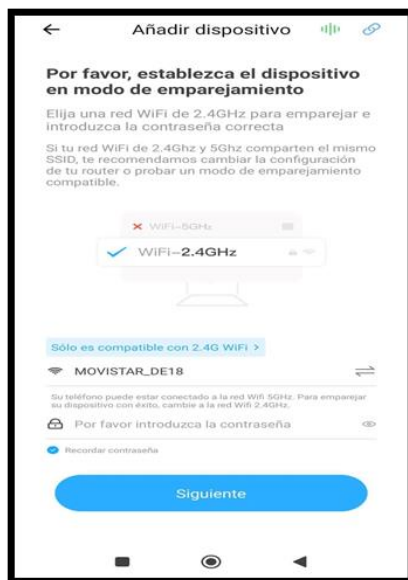 Añadir dispositivo
Por favor, establezca el dispositivo
en modo de emparejamiento
Elija una red WiFi de 2.4GHz para emparejar e
introduzca la contraseña correcta
Si tu red WiFi de 2.4Ghz y 5Ghz comparten el mismo
SSID, te recomendamos cambiar la configuración
de tu router o probar un modo de emparejamiento
compatible.
WiFi-5GHz
WiFi-2.4GHz
Sólo es compatible con 2.4G WiFi >
MOVISTAR_DE18
Su teléfono puede estar conectado a la red Wifi 5GHz. Para emparejar
su dispositivo con éxito, cambie a la red Wifi 2.4GHz.
Por favor introduzca la contraseña
Recordar contraseña
Siguiente